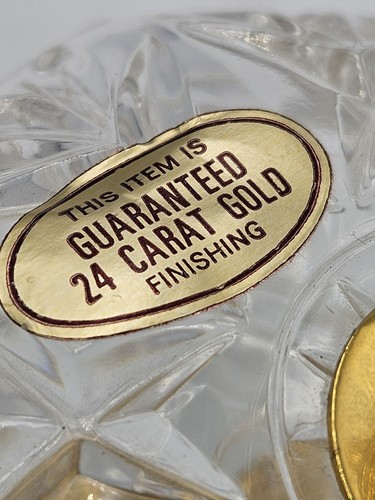 THIS ITEM IS
GUARANTEED
24 CARAT GOLD
FINISHING